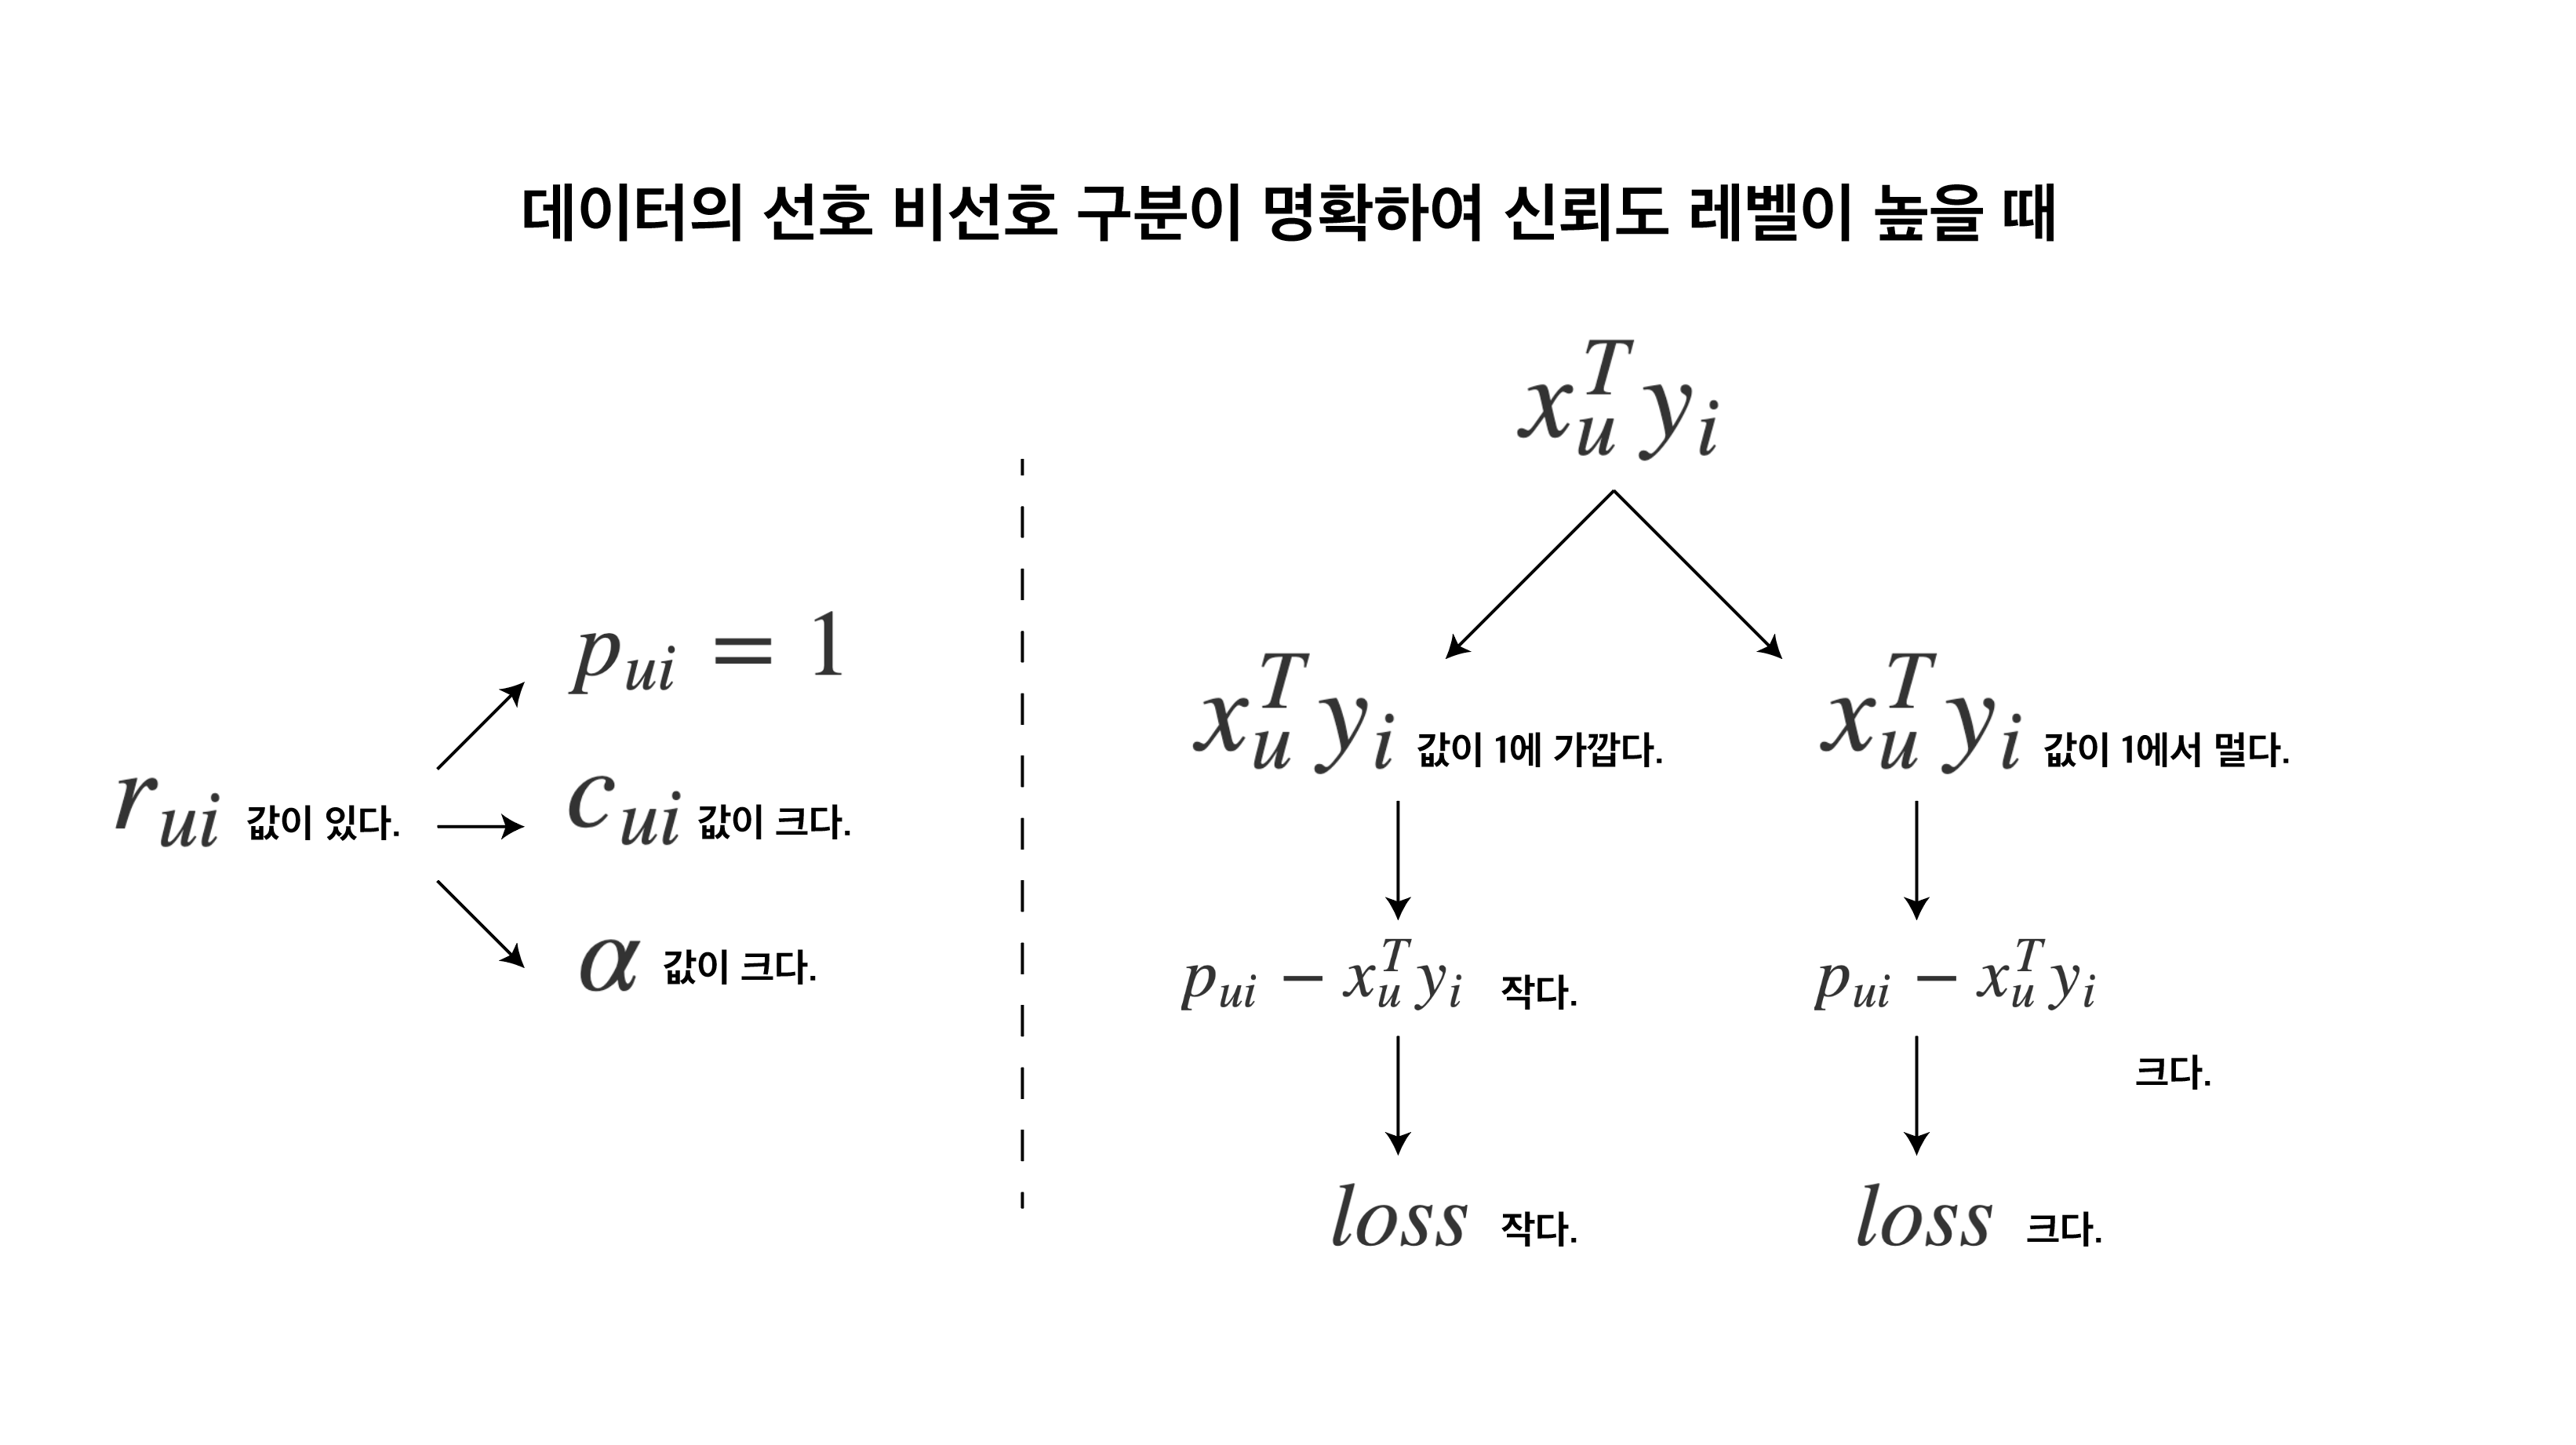 데이터의 선호 비선호 구분이 명확하여 신뢰도 레벨이 높을 때
r_{ui} 값이 있다.
p_{ui} = 1
c_{ui} 값이 크다.
α 값이 크다.
x_u^T y_i
x_u^T y_i 값이 1에 가깝다.
p_{ui} − x_u^T y_i 작다.
loss 작다.
x_u^T y_i 값이 1에서 멀다.
p_{ui} − x_u^T y_i
크다.
loss 크다.